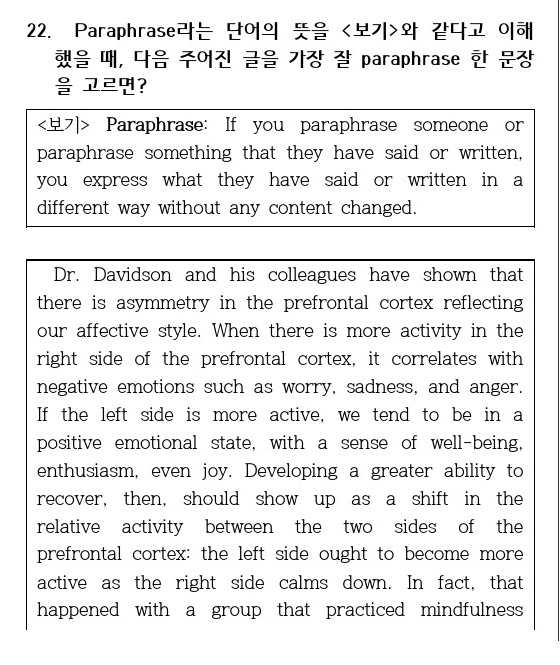 22. Paraphrase라는 단어의 뜻을 <보기>와 같다고 이해
했을 때, 다음 주어진 글을 가장 잘 paraphrase 한 문장
을 고르면?
<보기> Paraphrase: If you paraphrase someone or
paraphrase something that they have said or written,
you express what they have said or written in a
different way without any content changed.
Dr. Davidson and his colleagues have shown that
there is asymmetry in the prefrontal cortex reflecting
our affective style. When there is more activity in the
right side of the prefrontal cortex, it correlates with
negative emotions such as worry, sadness, and anger.
If the left side is more active, we tend to be in a
positive emotional state, with a sense of well-being,
enthusiasm, even joy. Developing a greater ability to
recover, then, should show up as a shift in the
relative activity between the two sides of the
prefrontal cortex: the left side ought to become more
active as the right side calms down. In fact, that
happened with a group that practiced mindfulness